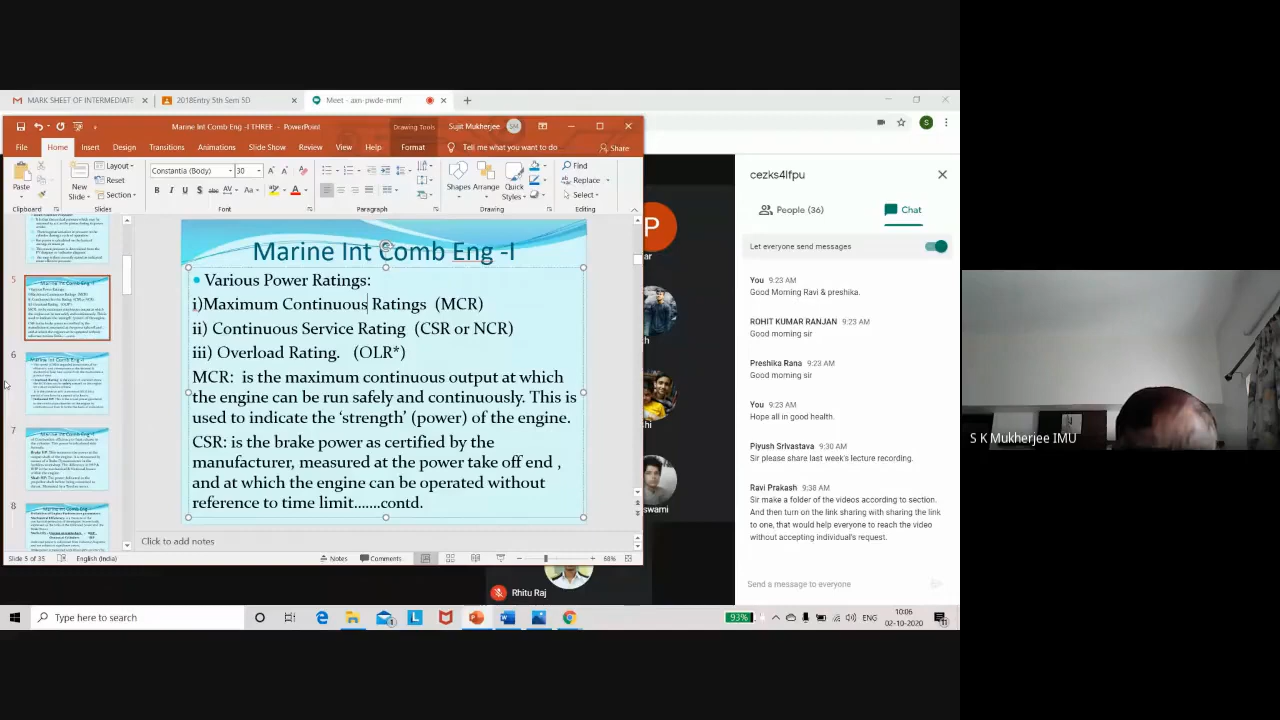 MARK SHEET OF INTERMEDIATE
2018Entry 5th Sem SD
Meet - axn-pwde-mmf
Marine Int Comb Eng -I THREE - PowerPoint
Drawing Tools
Sujit Mukherjee
SM
File
Home
Insert
Design
Transitions
Animations
Slide Show
Review
View
Help
Format
Tell me what you want to do
Share
Paste
New
Slide
Layout
Reset
Section
Constantia (Body)
30
Shapes
Arrange
Quick
Styles
Find
Replace
Select
Clipboard
Slides
Font
Paragraph
Drawing
Editing
5
6
7
8
Marine Int Comb Eng -I
Various Power Ratings:
i)Maximum Continuous Ratings (MCR)
ii) Continuous Service Rating (CSR or NCR)
iii) Overload Rating. (OLR*)
MCR: is the maximum continuous output at which
the engine can be run safely and continuously. This is
used to indicate the ‘strength’ (power) of the engine.
CSR: is the brake power as certified by the
manufacturer, measured at the power take off end ,
and at which the engine can be operated without
reference to time limit.......contd.
Click to add notes
Slide 5 of 35
English (India)
Notes
Comments
68%
P
ar
hi
swami
Rhitu Raj
cezks4lfpu
People (36)
Chat
Let everyone send messages
You 9:23 AM
Good Morning Ravi & preshika.
ROHIT KUMAR RANJAN 9:23 AM
Good morning sir
Preshika Rana 9:23 AM
Good morning sir
You 9:23 AM
Hope all in good health.
Piyush Srivastava 9:30 AM
Sir please share last week's lecture recording.
Ravi Prakash 9:38 AM
Sir make a folder of the videos according to section.
And then turn on the link sharing with sharing the link
to one, that would help everyone to reach the video
without accepting individual's request.
Send a message to everyone
S K Mukherjee IMU
Type here to search
93%
ENG
10:06
02-10-2020